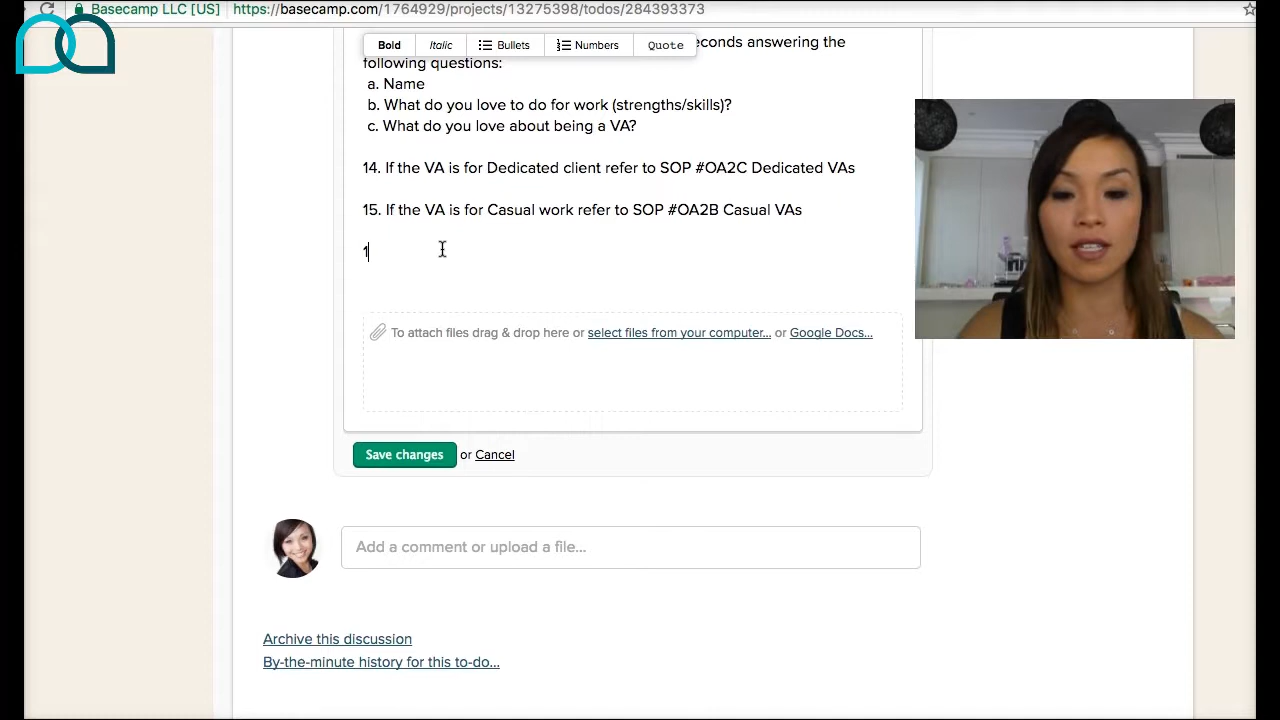 Basecamp LLC [US] https://basecamp.com/1764929/projects/13275398/todos/284393373
Bold Italic Bullets Numbers Quote econds answering the
following questions:
a. Name
b. What do you love to do for work (strengths/skills)?
c. What do you love about being a VA?
14. If the VA is for Dedicated client refer to SOP #OA2C Dedicated VAs
15. If the VA is for Casual work refer to SOP #OA2B Casual VAs
1
To attach files drag & drop here or select files from your computer... or Google Docs...
Save changes or Cancel
Add a comment or upload a file...
Archive this discussion
By-the-minute history for this to-do...